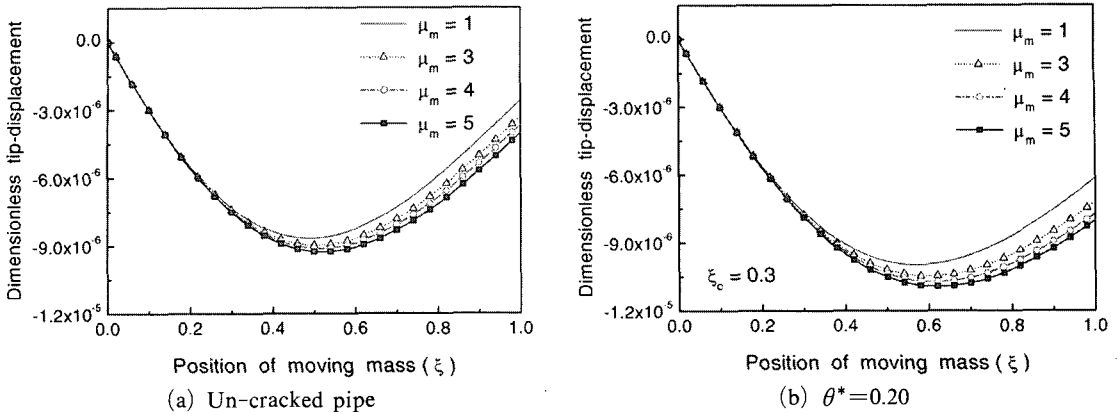 Dimensionless tip-displacement
0.0
-3.0x10⁻⁶
-6.0x10⁻⁶
-9.0x10⁻⁶
-1.2x10⁻⁵
μₘ = 1
μₘ = 3
μₘ = 4
μₘ = 5
0.0 0.2 0.4 0.6 0.8 1.0
Position of moving mass (ξ)
(a) Un-cracked pipe
Dimensionless tip-displacement
0.0
-3.0x10⁻⁶
-6.0x10⁻⁶
-9.0x10⁻⁶
-1.2x10⁻⁵
μₘ = 1
μₘ = 3
μₘ = 4
μₘ = 5
ξc = 0.3
0.0 0.2 0.4 0.6 0.8 1.0
Position of moving mass (ξ)
(b) θ*=0.20